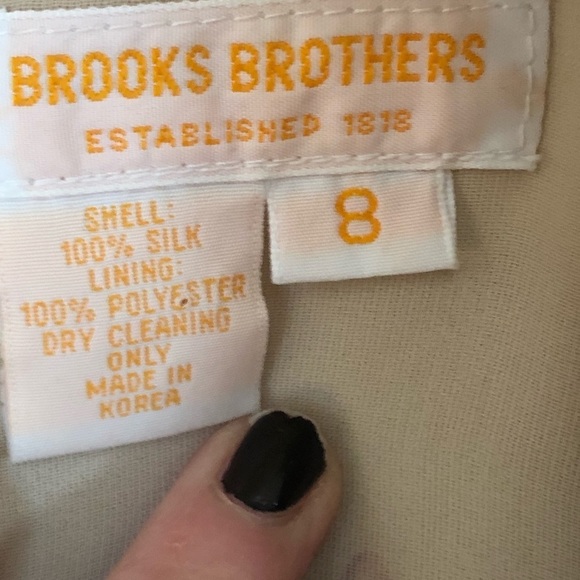 BROOKS BROTHERS
ESTABLISHED 1818
8
SHELL:
100% SILK
LINING:
100% POLYESTER
DRY CLEANING
ONLY
MADE IN
KOREA